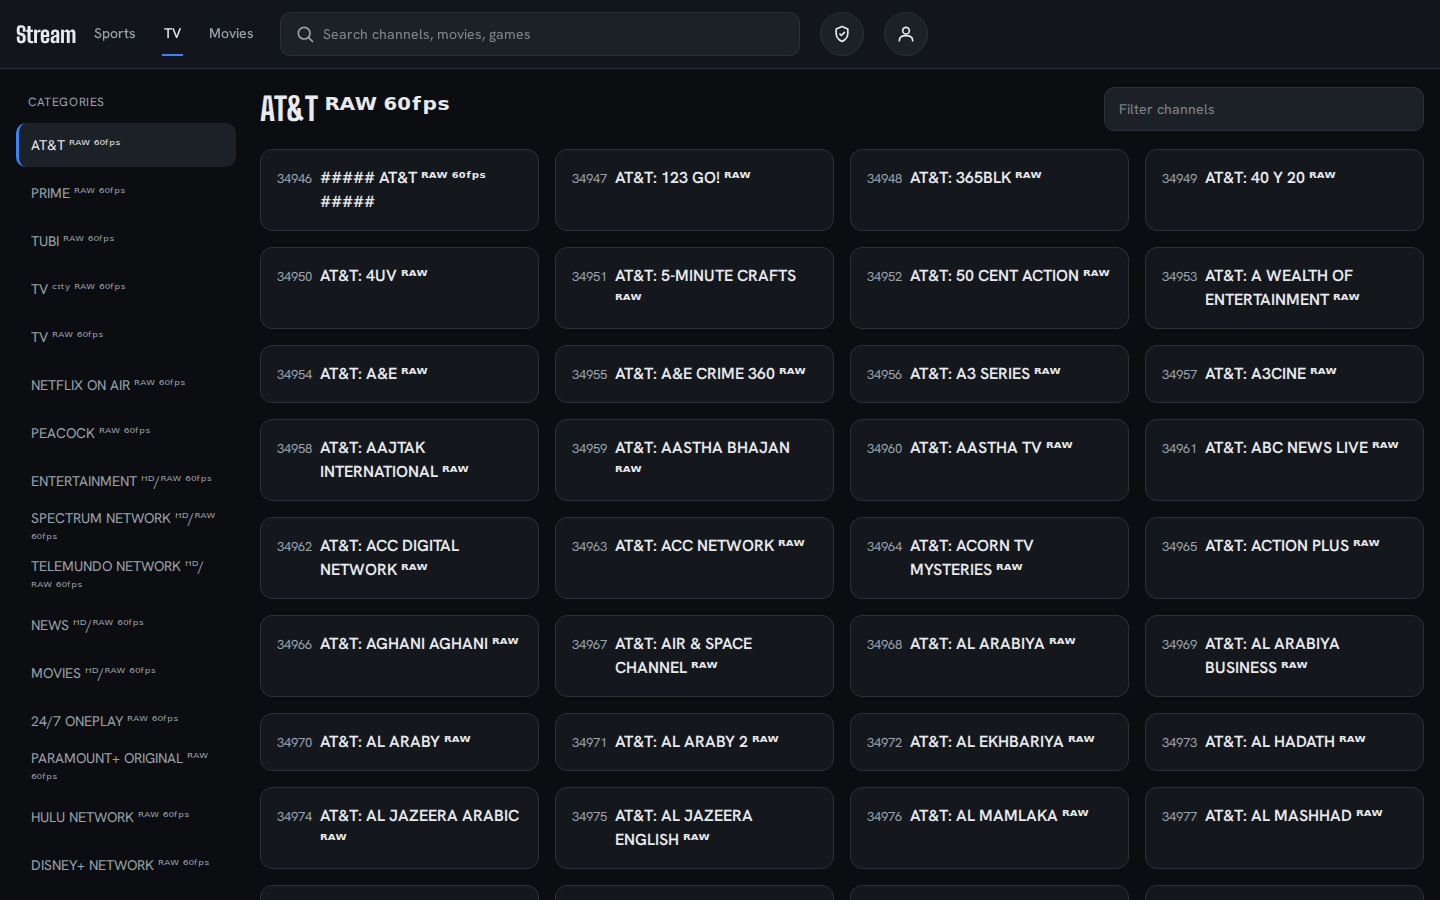 Stream
Sports
TV
Movies
Search channels, movies, games
CATEGORIES
AT&T ᴿᴬᵂ ⁶⁰ᶠᵖˢ
PRIME ᴿᴬᵂ ⁶⁰ᶠᵖˢ
TUBI ᴿᴬᵂ ⁶⁰ᶠᵖˢ
TV ᶜᶦᵗʸ ᴿᴬᵂ ⁶⁰ᶠᵖˢ
TV ᴿᴬᵂ ⁶⁰ᶠᵖˢ
NETFLIX ON AIR ᴿᴬᵂ ⁶⁰ᶠᵖˢ
PEACOCK ᴿᴬᵂ ⁶⁰ᶠᵖˢ
ENTERTAINMENT ᴴᴰ/ᴿᴬᵂ ⁶⁰ᶠᵖˢ
SPECTRUM NETWORK ᴴᴰ/ᴿᴬᵂ
⁶⁰ᶠᵖˢ
TELEMUNDO NETWORK ᴴᴰ/
ᴿᴬᵂ ⁶⁰ᶠᵖˢ
NEWS ᴴᴰ/ᴿᴬᵂ ⁶⁰ᶠᵖˢ
MOVIES ᴴᴰ/ᴿᴬᵂ ⁶⁰ᶠᵖˢ
24/7 ONEPLAY ᴿᴬᵂ ⁶⁰ᶠᵖˢ
PARAMOUNT+ ORIGINAL ᴿᴬᵂ
⁶⁰ᶠᵖˢ
HULU NETWORK ᴿᴬᵂ ⁶⁰ᶠᵖˢ
DISNEY+ NETWORK ᴿᴬᵂ ⁶⁰ᶠᵖˢ
AT&T ᴿᴬᵂ ⁶⁰ᶠᵖˢ
Filter channels
34946 ##### AT&T ᴿᴬᵂ ⁶⁰ᶠᵖˢ
#####
34947 AT&T: 123 GO! ᴿᴬᵂ
34948 AT&T: 365BLK ᴿᴬᵂ
34949 AT&T: 40 Y 20 ᴿᴬᵂ
34950 AT&T: 4UV ᴿᴬᵂ
34951 AT&T: 5-MINUTE CRAFTS
ᴿᴬᵂ
34952 AT&T: 50 CENT ACTION ᴿᴬᵂ
34953 AT&T: A WEALTH OF
ENTERTAINMENT ᴿᴬᵂ
34954 AT&T: A&E ᴿᴬᵂ
34955 AT&T: A&E CRIME 360 ᴿᴬᵂ
34956 AT&T: A3 SERIES ᴿᴬᵂ
34957 AT&T: A3CINE ᴿᴬᵂ
34958 AT&T: AAJTAK
INTERNATIONAL ᴿᴬᵂ
34959 AT&T: AASTHA BHAJAN
ᴿᴬᵂ
34960 AT&T: AASTHA TV ᴿᴬᵂ
34961 AT&T: ABC NEWS LIVE ᴿᴬᵂ
34962 AT&T: ACC DIGITAL
NETWORK ᴿᴬᵂ
34963 AT&T: ACC NETWORK ᴿᴬᵂ
34964 AT&T: ACORN TV
MYSTERIES ᴿᴬᵂ
34965 AT&T: ACTION PLUS ᴿᴬᵂ
34966 AT&T: AGHANI AGHANI ᴿᴬᵂ
34967 AT&T: AIR & SPACE
CHANNEL ᴿᴬᵂ
34968 AT&T: AL ARABIYA ᴿᴬᵂ
34969 AT&T: AL ARABIYA
BUSINESS ᴿᴬᵂ
34970 AT&T: AL ARABY ᴿᴬᵂ
34971 AT&T: AL ARABY 2 ᴿᴬᵂ
34972 AT&T: AL EKHBARIYA ᴿᴬᵂ
34973 AT&T: AL HADATH ᴿᴬᵂ
34974 AT&T: AL JAZEERA ARABIC
ᴿᴬᵂ
34975 AT&T: AL JAZEERA
ENGLISH ᴿᴬᵂ
34976 AT&T: AL MAMLAKA ᴿᴬᵂ
34977 AT&T: AL MASHHAD ᴿᴬᵂ